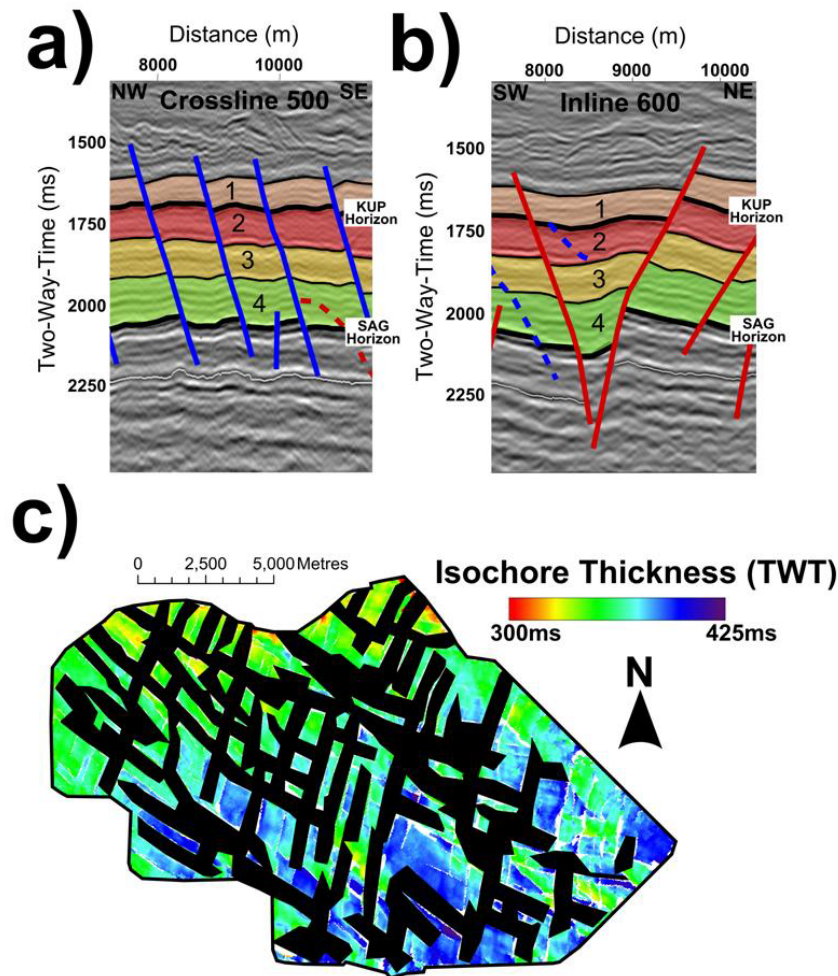 a)
Distance (m)
8000 10000
NW SE
Crossline 500
Two-Way-Time (ms)
1500
1750
2000
2250
1
2
3
4
KUP
Horizon
SAG
Horizon
b)
Distance (m)
8000 9000 10000
SW NE
Inline 600
Two-Way-Time (ms)
1500
1750
2000
2250
1
2
3
4
KUP
Horizon
SAG
Horizon
c)
0 2,500 5,000 Metres
Isochore Thickness (TWT)
300ms 425ms
N